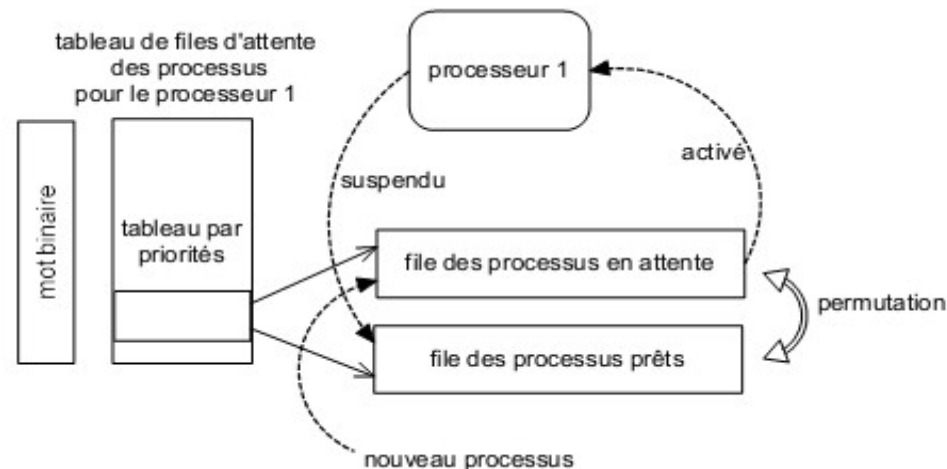 tableau de files d'attente
des processus
pour le processeur 1
processeur 1
mot binaire
activé
suspendu
tableau par
priorités
file des processus en attente
permutation
file des processus prêts
nouveau processus